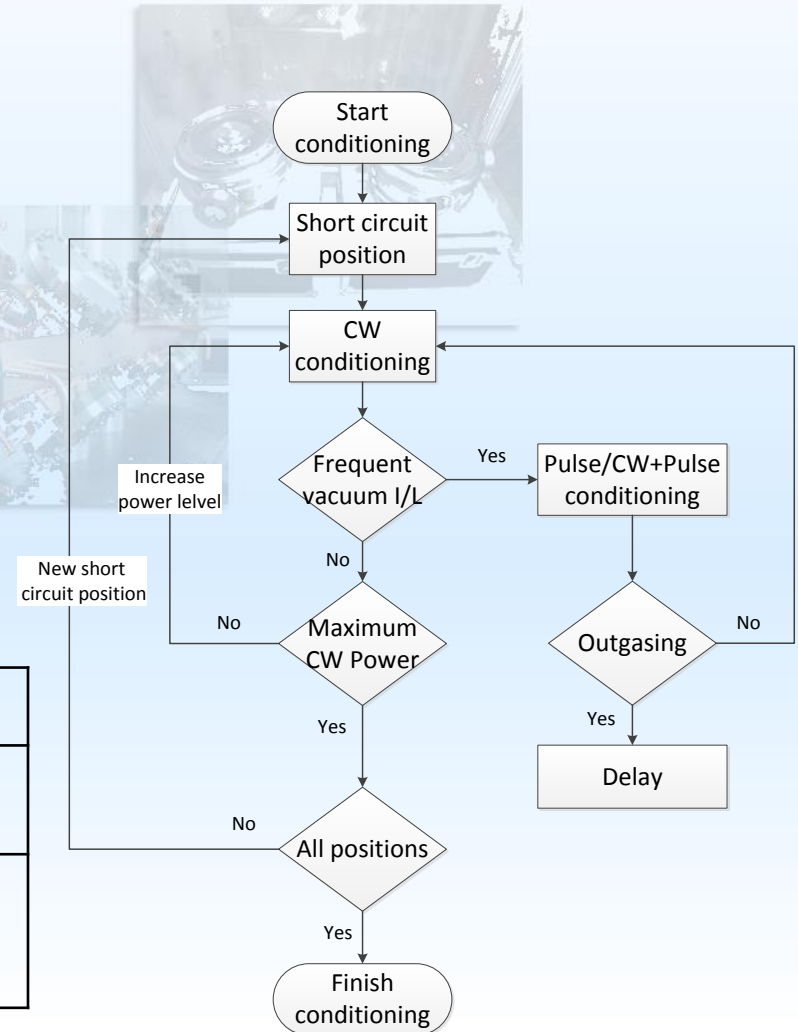 Start
conditioning
Short circuit
position
CW
conditioning
Frequent
vacuum I/L
Yes
Pulse/CW+Pulse
conditioning
Increase
power lelvel
No
New short
circuit position
No
Maximum
CW Power
Outgasing
No
Yes
Yes
Delay
No
All positions
Yes
Finish
conditioning